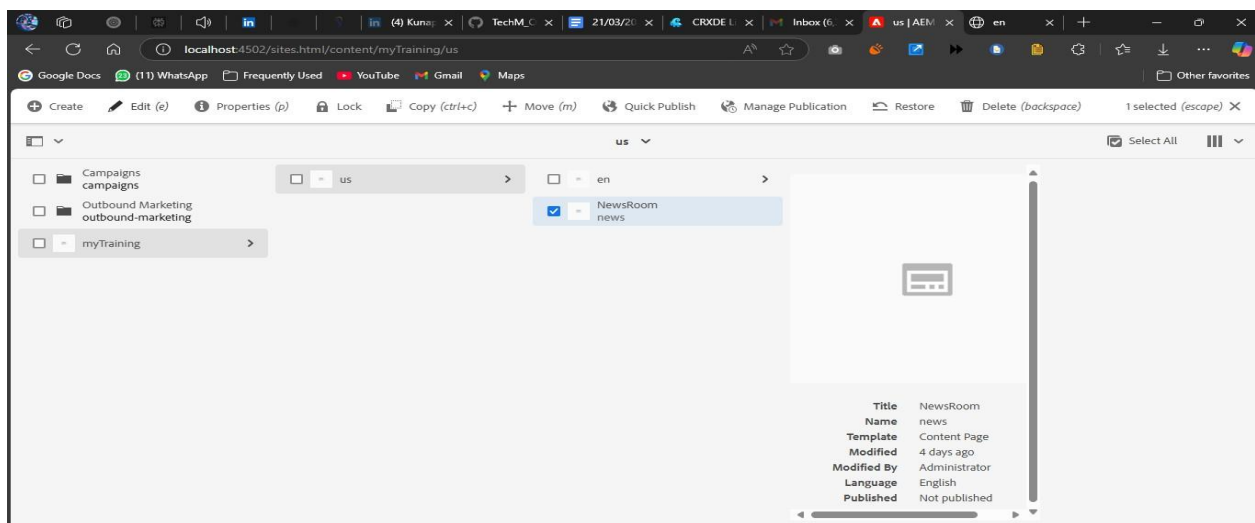 (4) Kuna
TechM_C
21/03/20
CRXDE Li
Inbox (6,
us | AEM
en
localhost:4502/sites.html/content/myTraining/us
Google Docs
(11) WhatsApp
Frequently Used
YouTube
Gmail
Maps
Other favorites
Create
Edit (e)
Properties (p)
Lock
Copy (ctrl+c)
Move (m)
Quick Publish
Manage Publication
Restore
Delete (backspace)
1 selected (escape)
us
Select All
Campaigns
campaigns
Outbound Marketing
outbound-marketing
myTraining
us
en
NewsRoom
news
Title NewsRoom
Name news
Template Content Page
Modified 4 days ago
Modified By Administrator
Language English
Published Not published